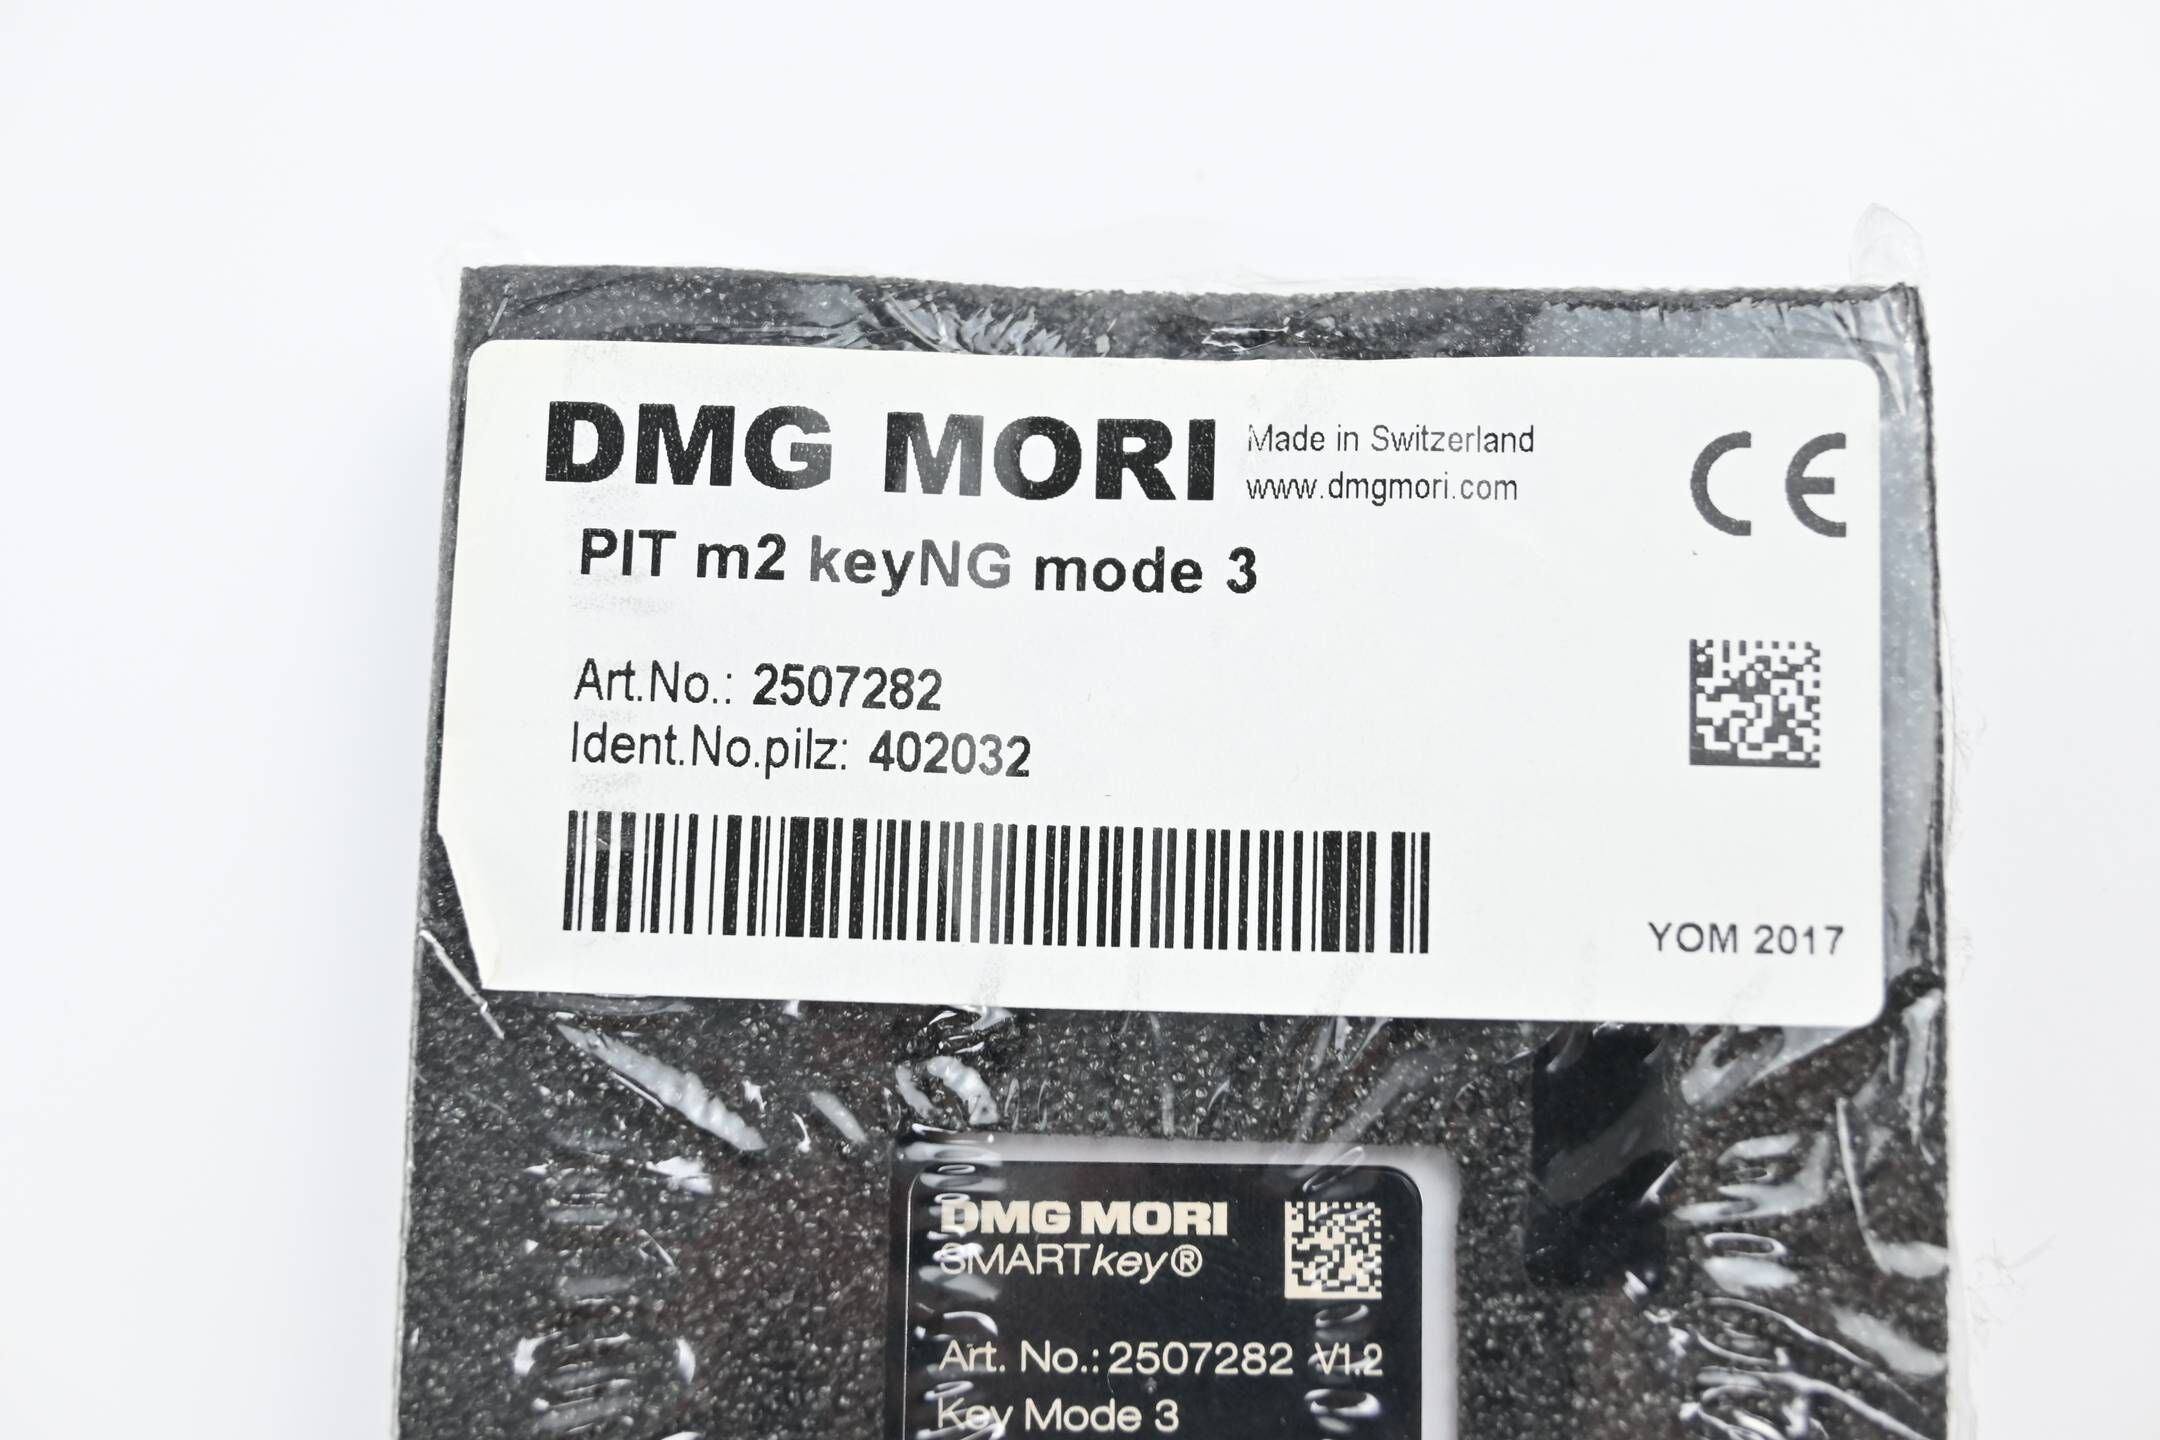 DMG MORI
Made in Switzerland
www.dmgmori.com
CE
PIT m2 keyNG mode 3
Art.No.: 2507282
Ident.No.pilz: 402032
YOM 2017
DMG MORI
SMARTkey®
Art. No.: 2507282 V1.2
Key Mode 3